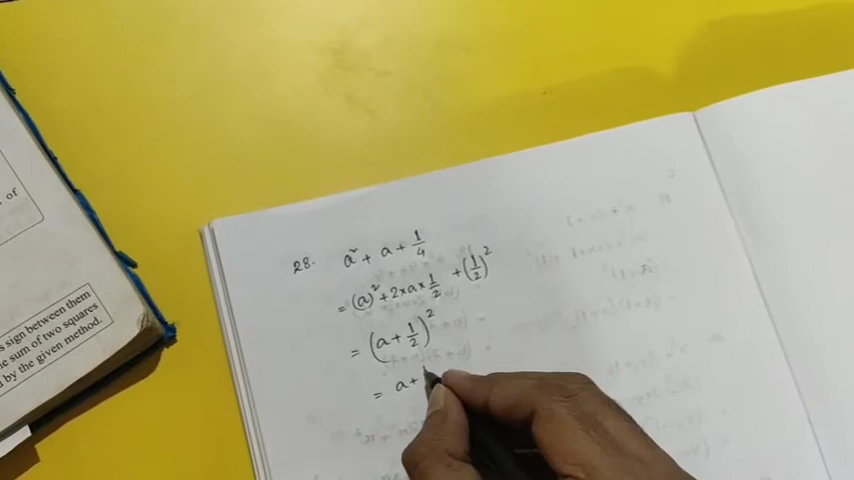 of
s sign between them
e sum of two squares
d by the given method.
28. a² + a + 1/4
= (a)² + 2×a×1/2 + (1/2)²
= (a + 1/2)²
= a +